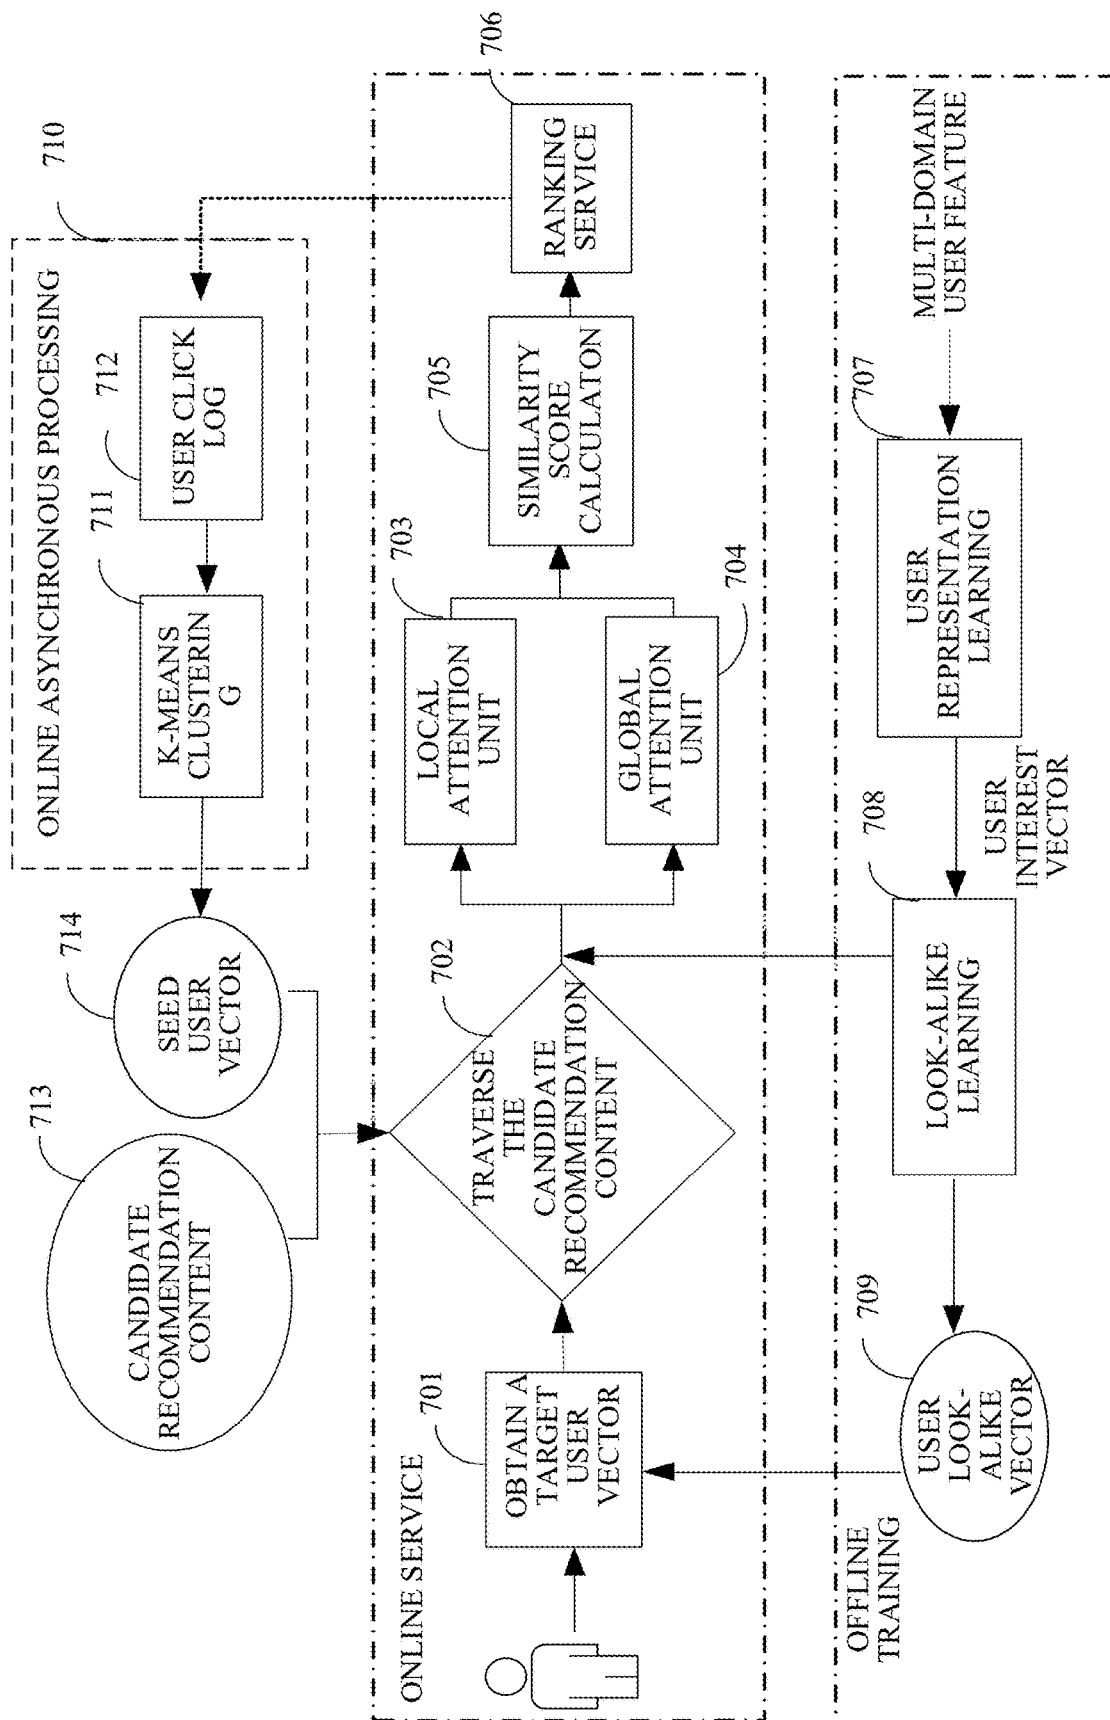 ONLINE ASYNCHRONOUS PROCESSING
710
K-MEANS
CLUSTERIN
G
711
USER CLICK
LOG
712
CANDIDATE
RECOMMENDATION
CONTENT
713
SEED
USER
VECTOR
714
ONLINE SERVICE
OBTAIN A
TARGET
USER
VECTOR
701
TRAVERSE
THE
CANDIDATE
RECOMMENDATION
CONTENT
702
LOCAL
ATTENTION
UNIT
703
GLOBAL
ATTENTION
UNIT
704
SIMILARITY
SCORE
CALCULATON
705
RANKING
SERVICE
706
OFFLINE
TRAINING
USER
LOOK-
ALIKE
VECTOR
709
LOOK-ALIKE
LEARNING
708
USER
INTEREST
VECTOR
USER
REPRESENTATION
LEARNING
707
MULTI-DOMAIN
USER FEATURE